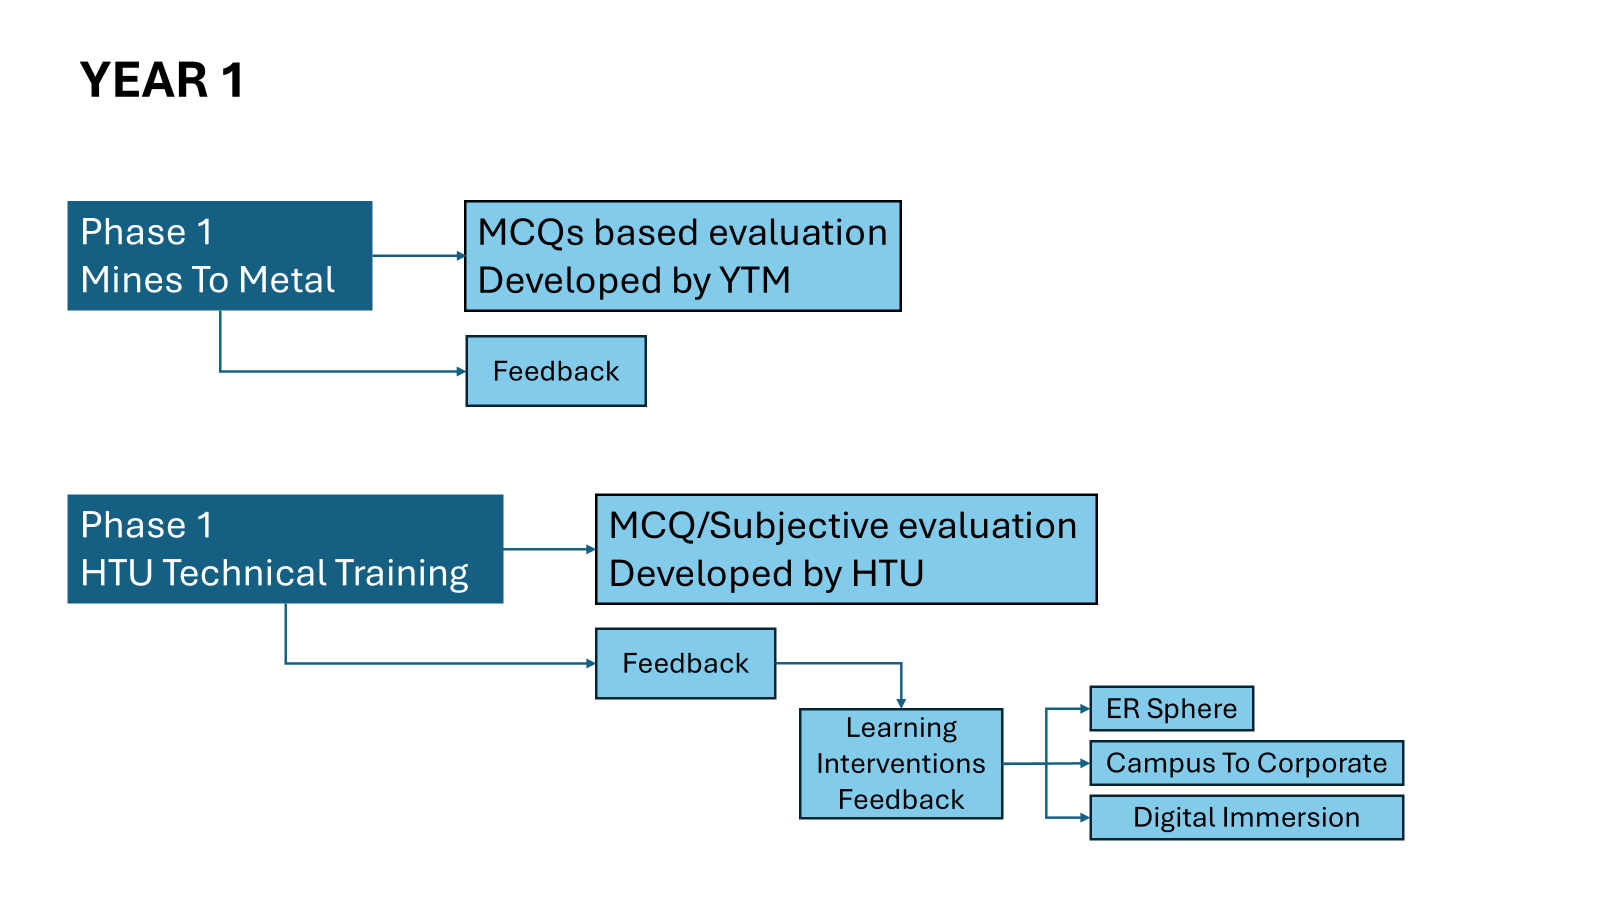 YEAR 1
Phase 1
Mines To Metal
MCQs based evaluation
Developed by YTM
Feedback
Phase 1
HTU Technical Training
MCQ/Subjective evaluation
Developed by HTU
Feedback
Learning
Interventions
Feedback
ER Sphere
Campus To Corporate
Digital Immersion